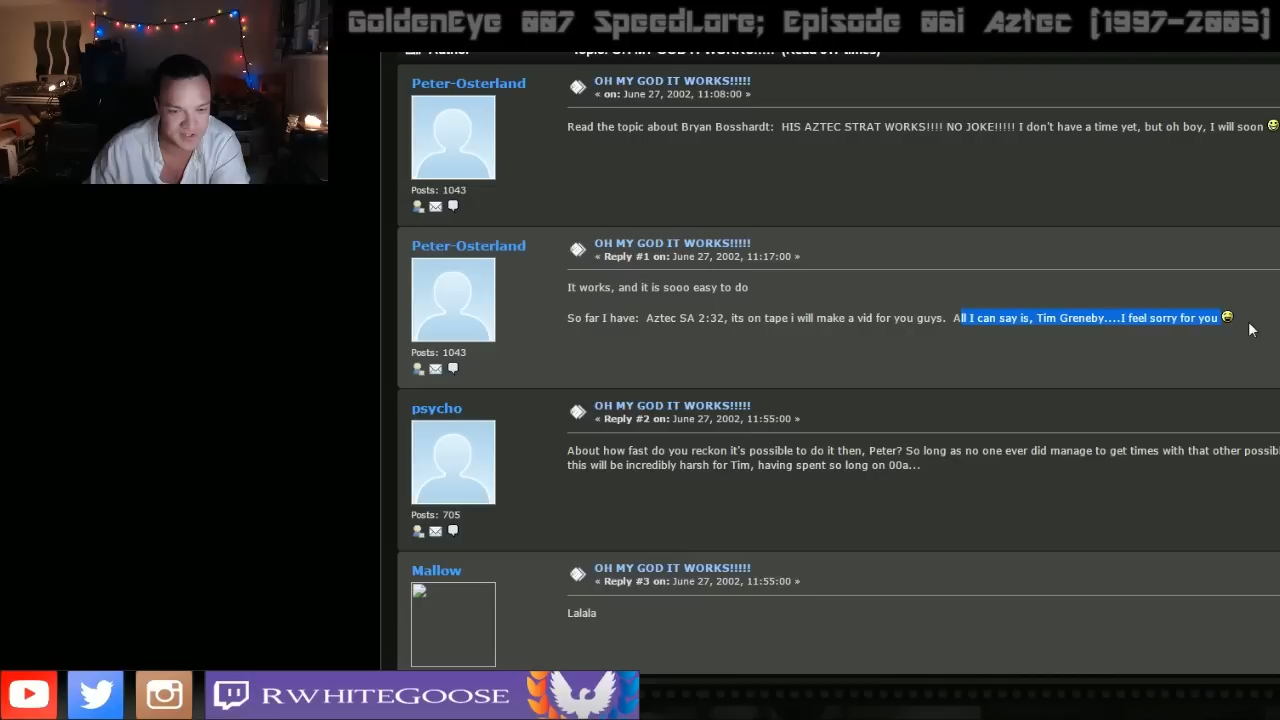 GoldenEye 007 SpeedLore; Episode 06i Aztec [1997-2005]
Peter-Osterland
OH MY GOD IT WORKS!!!!!
« on: June 27, 2002, 11:08:00 »
Read the topic about Bryan Bosshardt:  HIS AZTEC STRAT WORKS!!!! NO JOKE!!!!! I don't have a time yet, but oh boy, I will soon
Posts: 1043
Peter-Osterland
OH MY GOD IT WORKS!!!!!
« Reply #1 on: June 27, 2002, 11:17:00 »
It works, and it is sooo easy to do
So far I have:  Aztec SA 2:32, its on tape i will make a vid for you guys.  All I can say is, Tim Greneby....I feel sorry for you
Posts: 1043
psycho
OH MY GOD IT WORKS!!!!!
« Reply #2 on: June 27, 2002, 11:55:00 »
About how fast do you reckon it's possible to do it then, Peter? So long as no one ever did manage to get times with that other possibl
this will be incredibly harsh for Tim, having spent so long on 00a...
Posts: 705
Mallow
OH MY GOD IT WORKS!!!!!
« Reply #3 on: June 27, 2002, 11:55:00 »
Lalala
RWHITEGOOSE